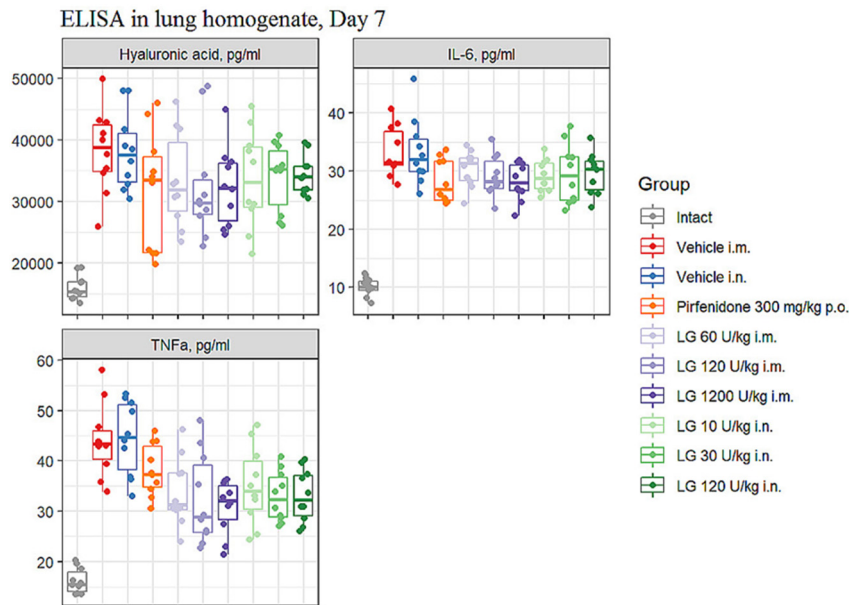 ELISA in lung homogenate, Day 7
Hyaluronic acid, pg/ml
IL-6, pg/ml
50000
40000
30000
20000
40
30
20
10
TNFa, pg/ml
60
50
40
30
20
Group
Intact
Vehicle i.m.
Vehicle i.n.
Pirfenidone 300 mg/kg p.o.
LG 60 U/kg i.m.
LG 120 U/kg i.m.
LG 1200 U/kg i.m.
LG 10 U/kg i.n.
LG 30 U/kg i.n.
LG 120 U/kg i.n.